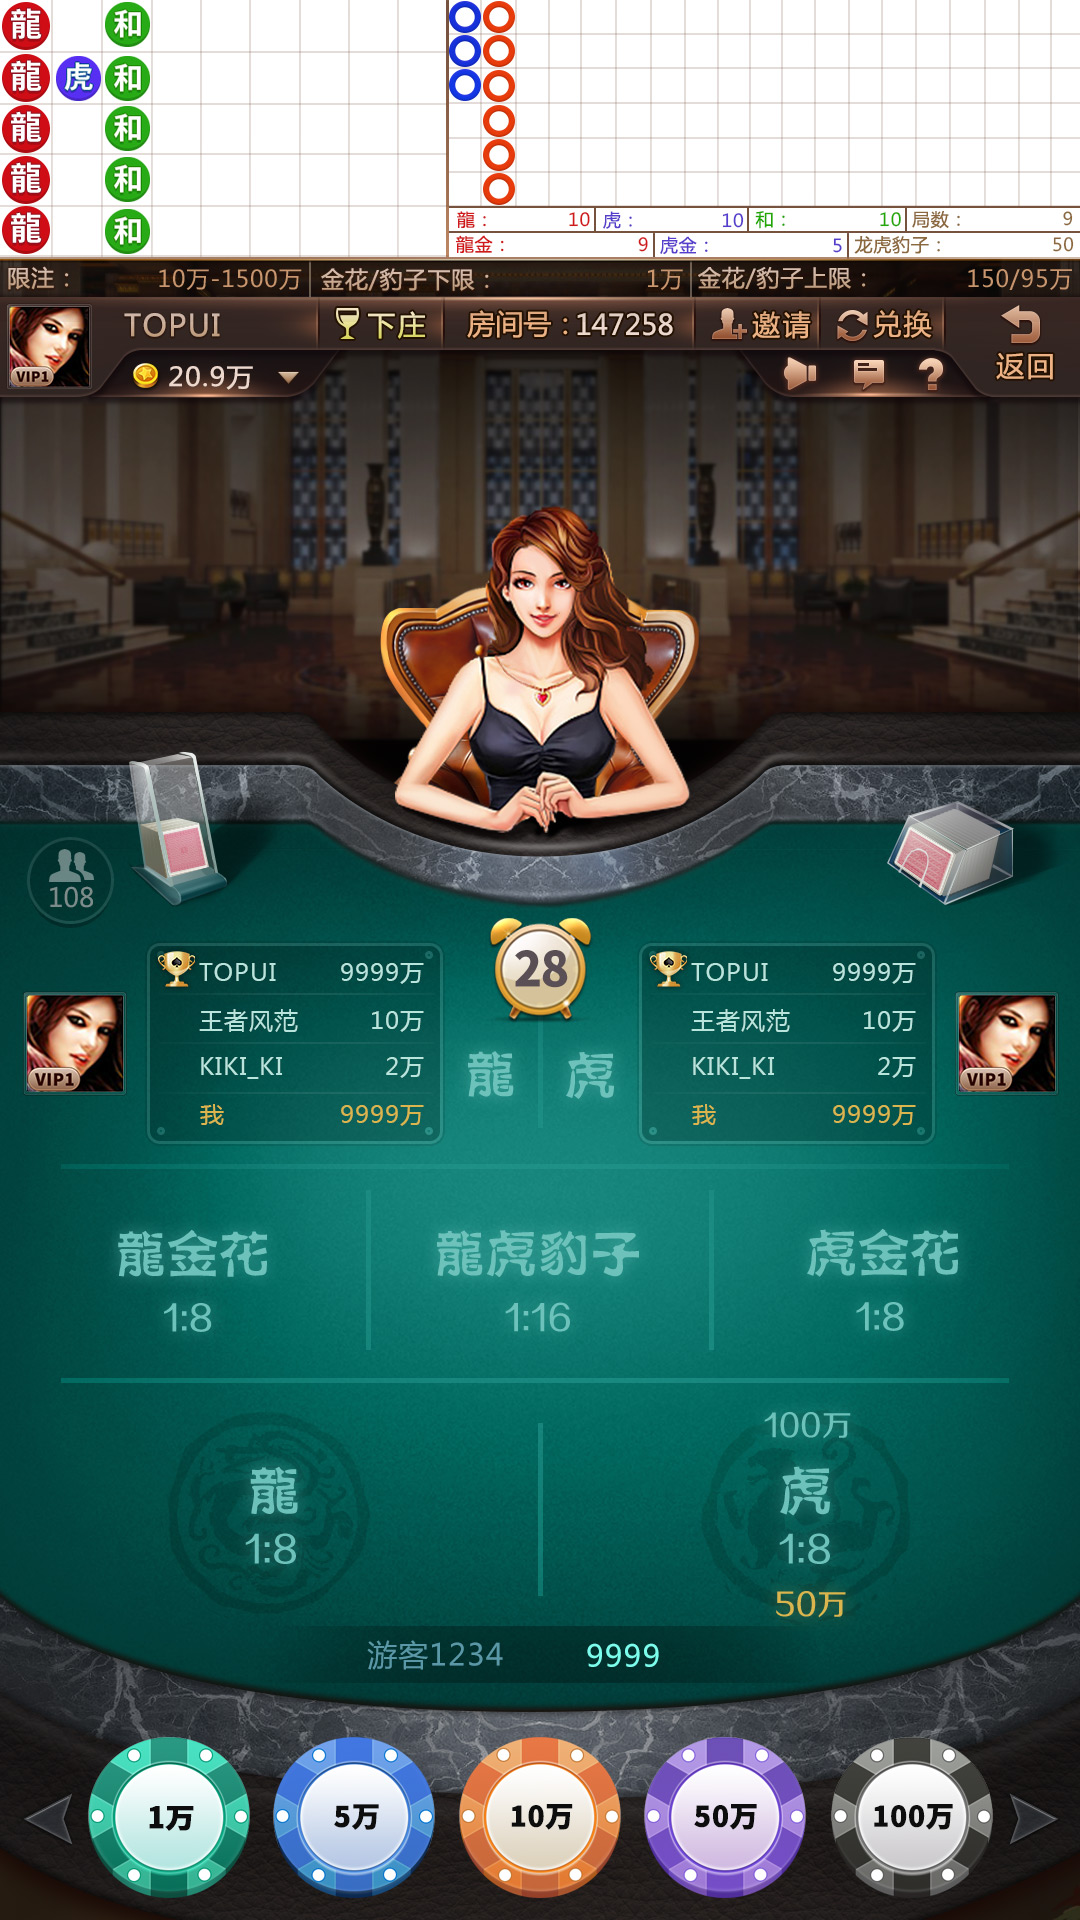 龍 和
龍 虎 和
龍 和
龍 和
龍 和
龍： 10 虎： 10 和： 10 局数： 9
龍金： 9 虎金： 5 龙虎豹子： 50
限注： 10万-1500万 金花/豹子下限： 1万 金花/豹子上限： 150/95万
TOPUI 下庄 房间号：147258 邀请 兑换 返回
VIP1 20.9万 ?
108
28
TOPUI 9999万
王者风范 10万
KIKI_KI 2万
我 9999万
VIP1
龍 虎
TOPUI 9999万
王者风范 10万
KIKI_KI 2万
我 9999万
VIP1
龍金花 龍虎豹子 虎金花
1:8 1:16 1:8
100万
龍 虎
1:8 1:8
50万
游客1234 9999
1万 5万 10万 50万 100万